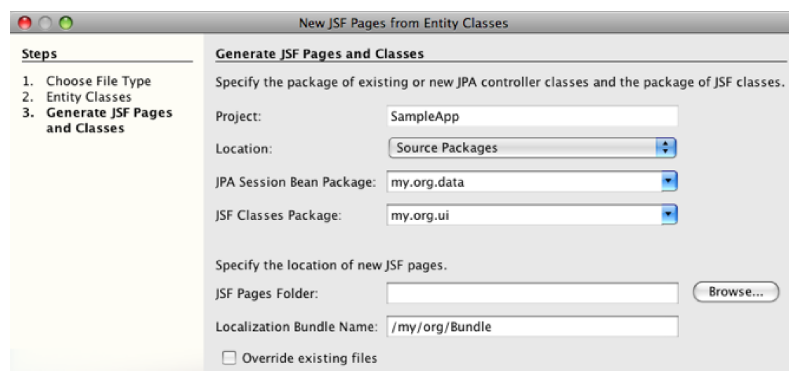 New JSF Pages from Entity Classes
Steps
1. Choose File Type
2. Entity Classes
3. Generate JSF Pages
and Classes
Generate JSF Pages and Classes
Specify the package of existing or new JPA controller classes and the package of JSF classes.
Project: SampleApp
Location: Source Packages
JPA Session Bean Package: my.org.data
JSF Classes Package: my.org.ui
Specify the location of new JSF pages.
JSF Pages Folder: Browse...
Localization Bundle Name: /my/org/Bundle
Override existing files